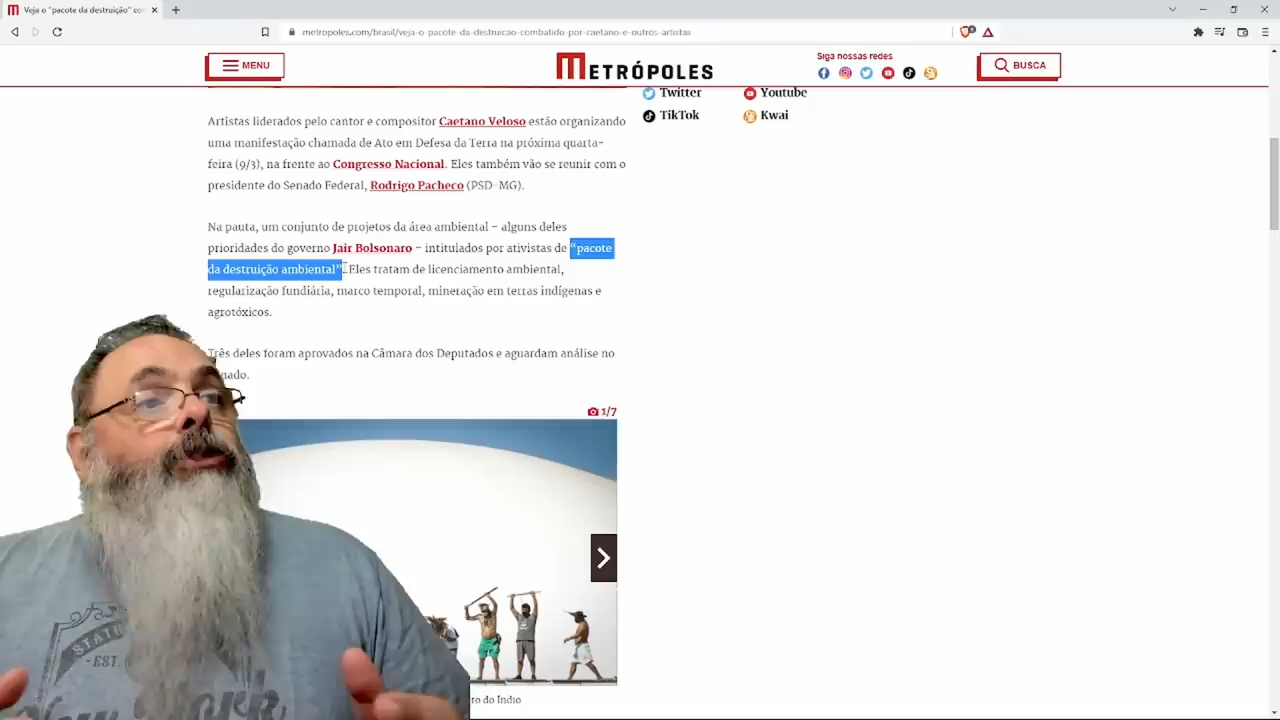 Veja o "pacote da destruição" co
metropoles.com/brasil/veja-o-pacote-da-destruicao-combatido-por-caetano-e-outros-artistas
MENU
METRÓPOLES
Siga nossas redes
BUSCA
Twitter
Youtube
TikTok
Kwai
Artistas liderados pelo cantor e compositor Caetano Veloso estão organizando
uma manifestação chamada de Ato em Defesa da Terra na próxima quarta-
feira (9/3), na frente ao Congresso Nacional. Eles também vão se reunir com o
presidente do Senado Federal, Rodrigo Pacheco (PSD-MG).
Na pauta, um conjunto de projetos da área ambiental – alguns deles
prioridades do governo Jair Bolsonaro – intitulados por ativistas de “pacote
da destruição ambiental”. Eles tratam de licenciamento ambiental,
regularização fundiária, marco temporal, mineração em terras indígenas e
agrotóxicos.
Três deles foram aprovados na Câmara dos Deputados e aguardam análise no
nado.
1/7
to do Índio
STATE
EST.